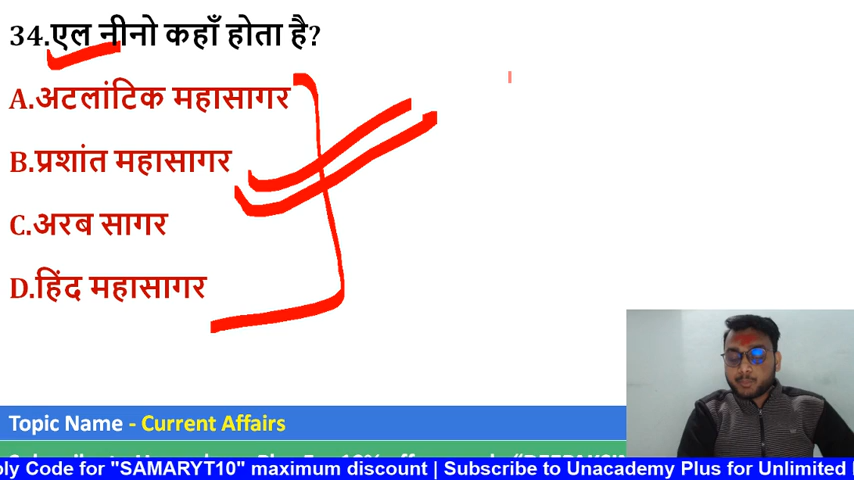 34.एल नीनो कहाँ होता है?
A.अटलांटिक महासागर
B.प्रशांत महासागर
C.अरब सागर
D.हिंद महासागर
Topic Name - Current Affairs
ply Code for "SAMARYT10" maximum discount | Subscribe to Unacademy Plus for Unlimited